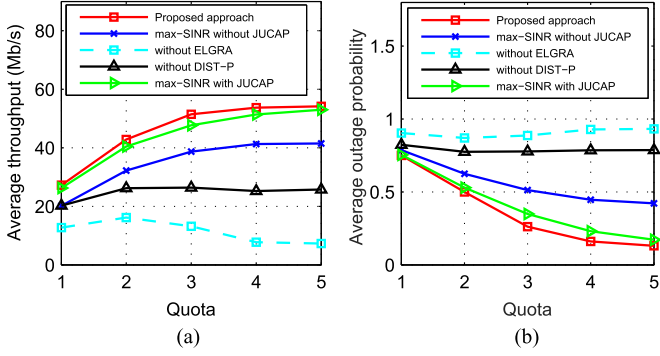 Average throughput (Mb/s)
80
60
40
20
0
Proposed approach
max-SINR without JUCAP
without ELGRA
without DIST-P
max-SINR with JUCAP
1 2 3 4 5
Quota
(a)
Average outage probability
1.5
1
0.5
0
Proposed approach
max-SINR without JUCAP
without ELGRA
without DIST-P
max-SINR with JUCAP
1 2 3 4 5
Quota
(b)